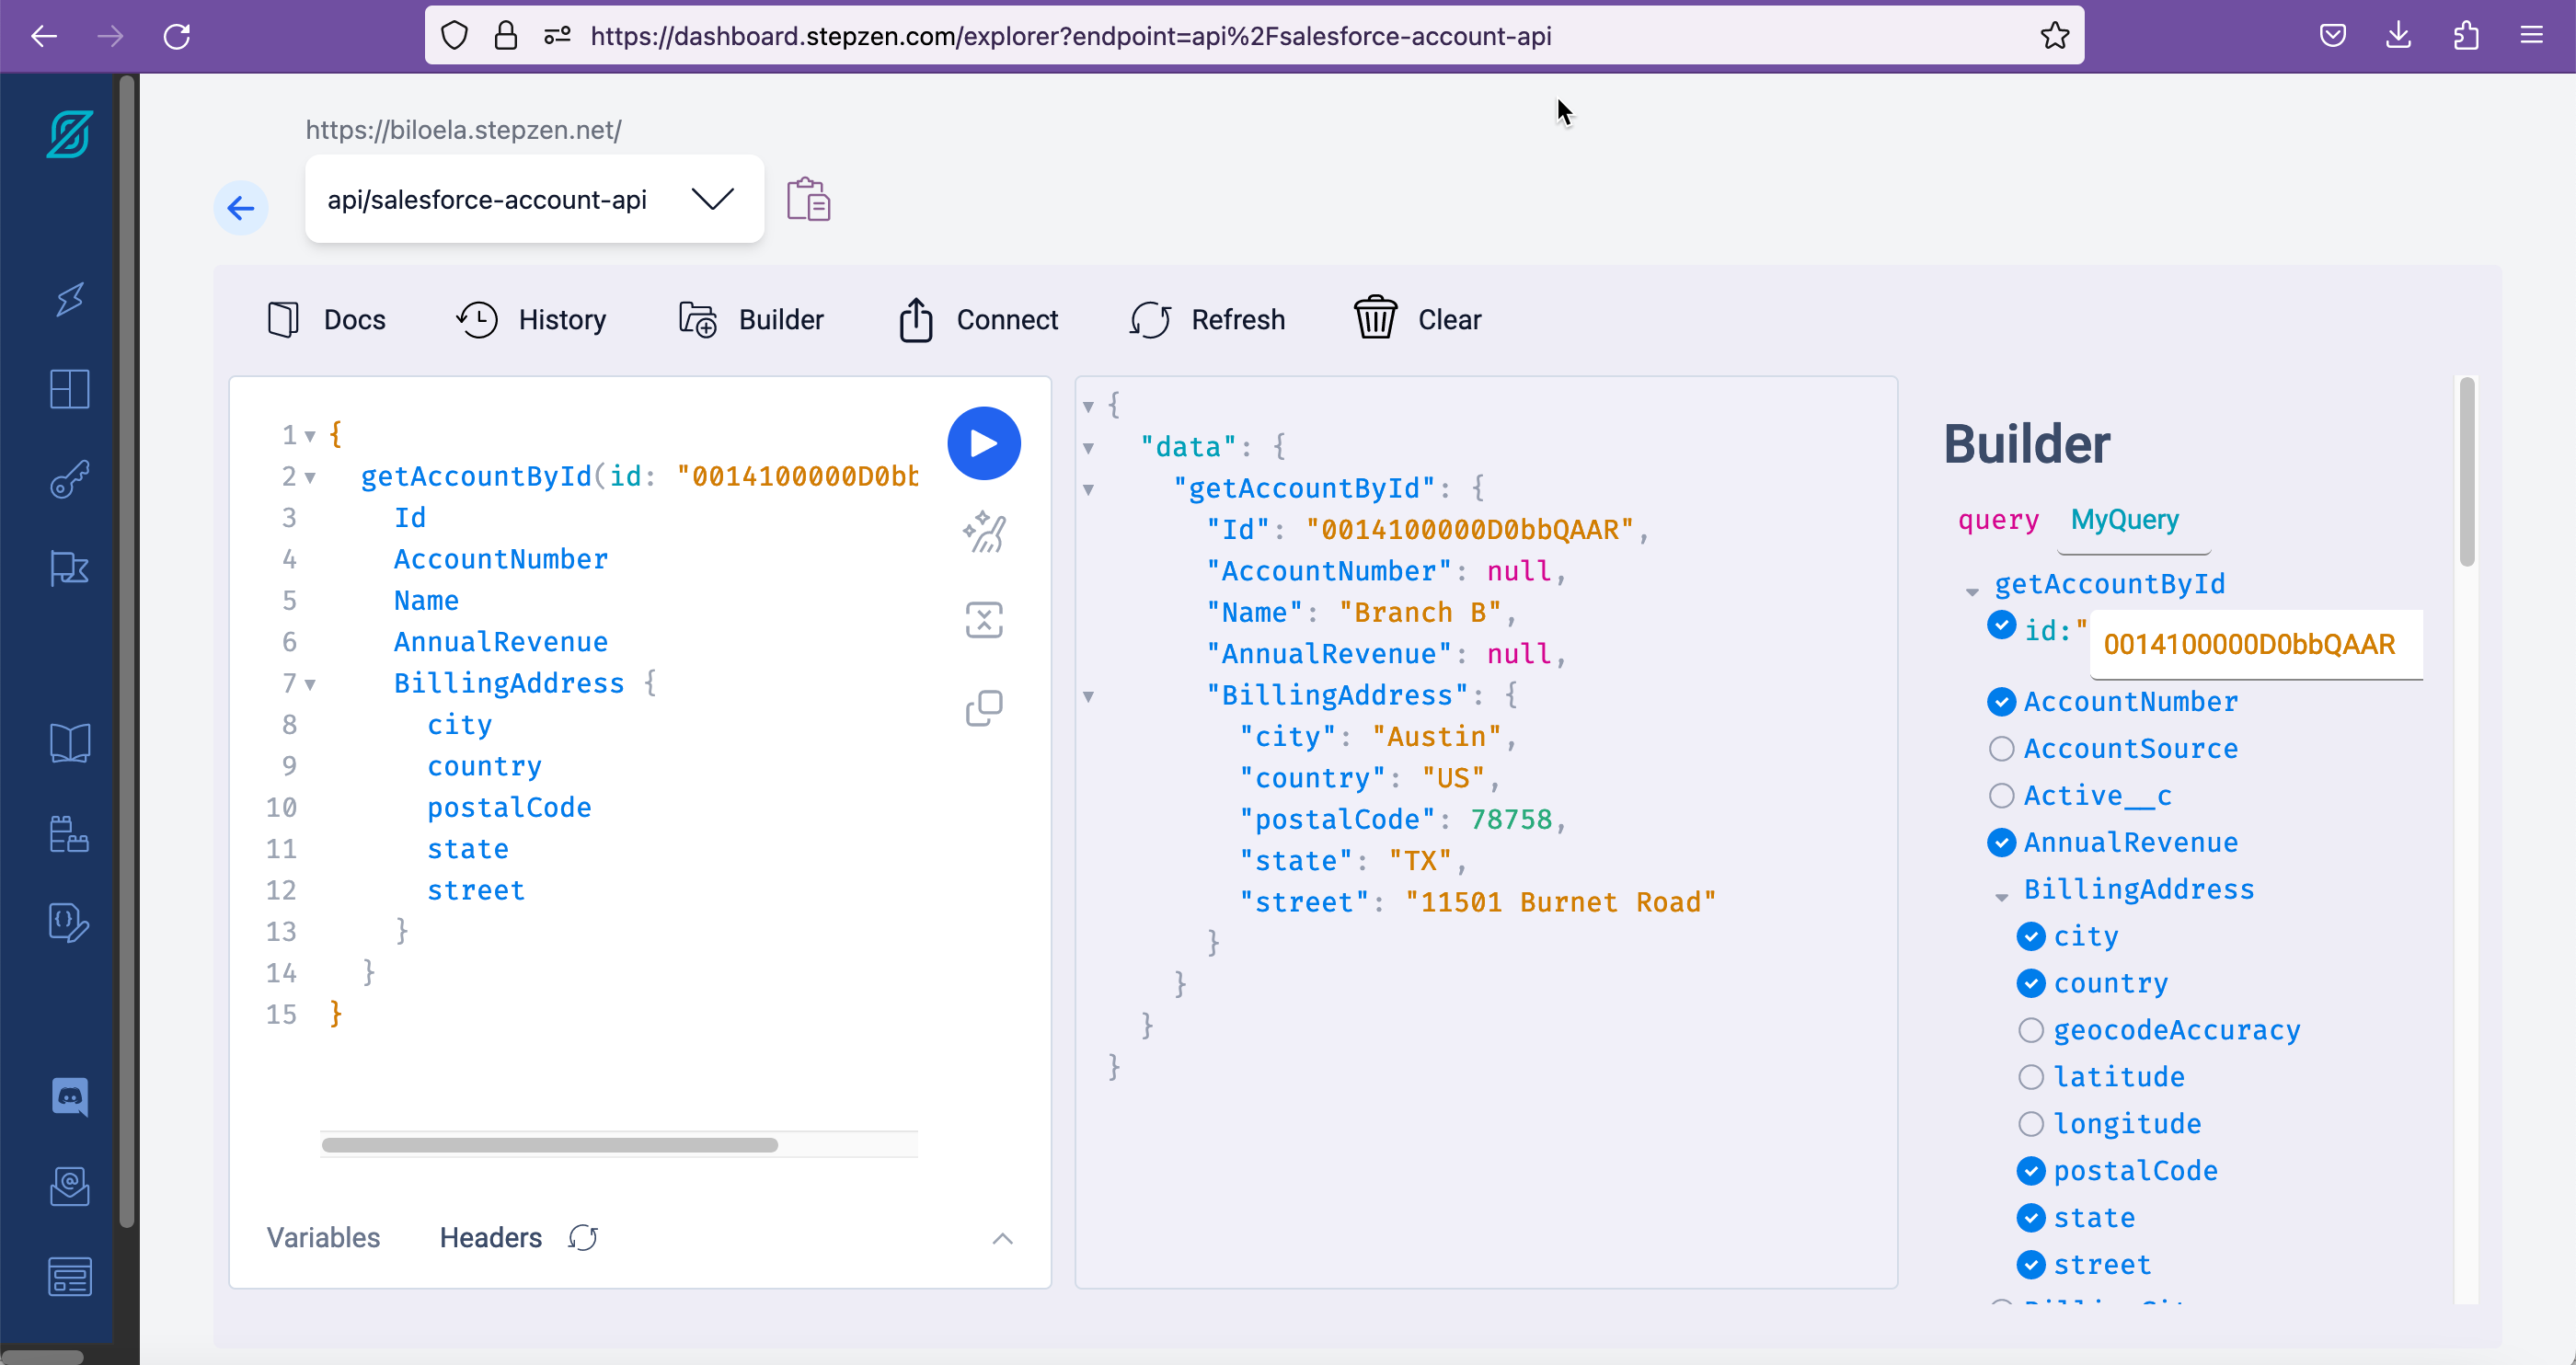 https://dashboard.stepzen.com/explorer?endpoint=api%2Fsalesforce-account-api
https://biloela.stepzen.net/
api/salesforce-account-api
Docs History Builder Connect Refresh Clear
1 {
2 getAccountById(id: "0014100000D0bb
3 Id
4 AccountNumber
5 Name
6 AnnualRevenue
7 BillingAddress {
8 city
9 country
10 postalCode
11 state
12 street
13 }
14 }
15 }
Variables Headers
{
"data": {
"getAccountById": {
"Id": "0014100000D0bbQAAR",
"AccountNumber": null,
"Name": "Branch B",
"AnnualRevenue": null,
"BillingAddress": {
"city": "Austin",
"country": "US",
"postalCode": 78758,
"state": "TX",
"street": "11501 Burnet Road"
}
}
}
}
Builder
query MyQuery
getAccountById
id:" 0014100000D0bbQAAR
AccountNumber
AccountSource
Active__c
AnnualRevenue
BillingAddress
city
country
geocodeAccuracy
latitude
longitude
postalCode
state
street